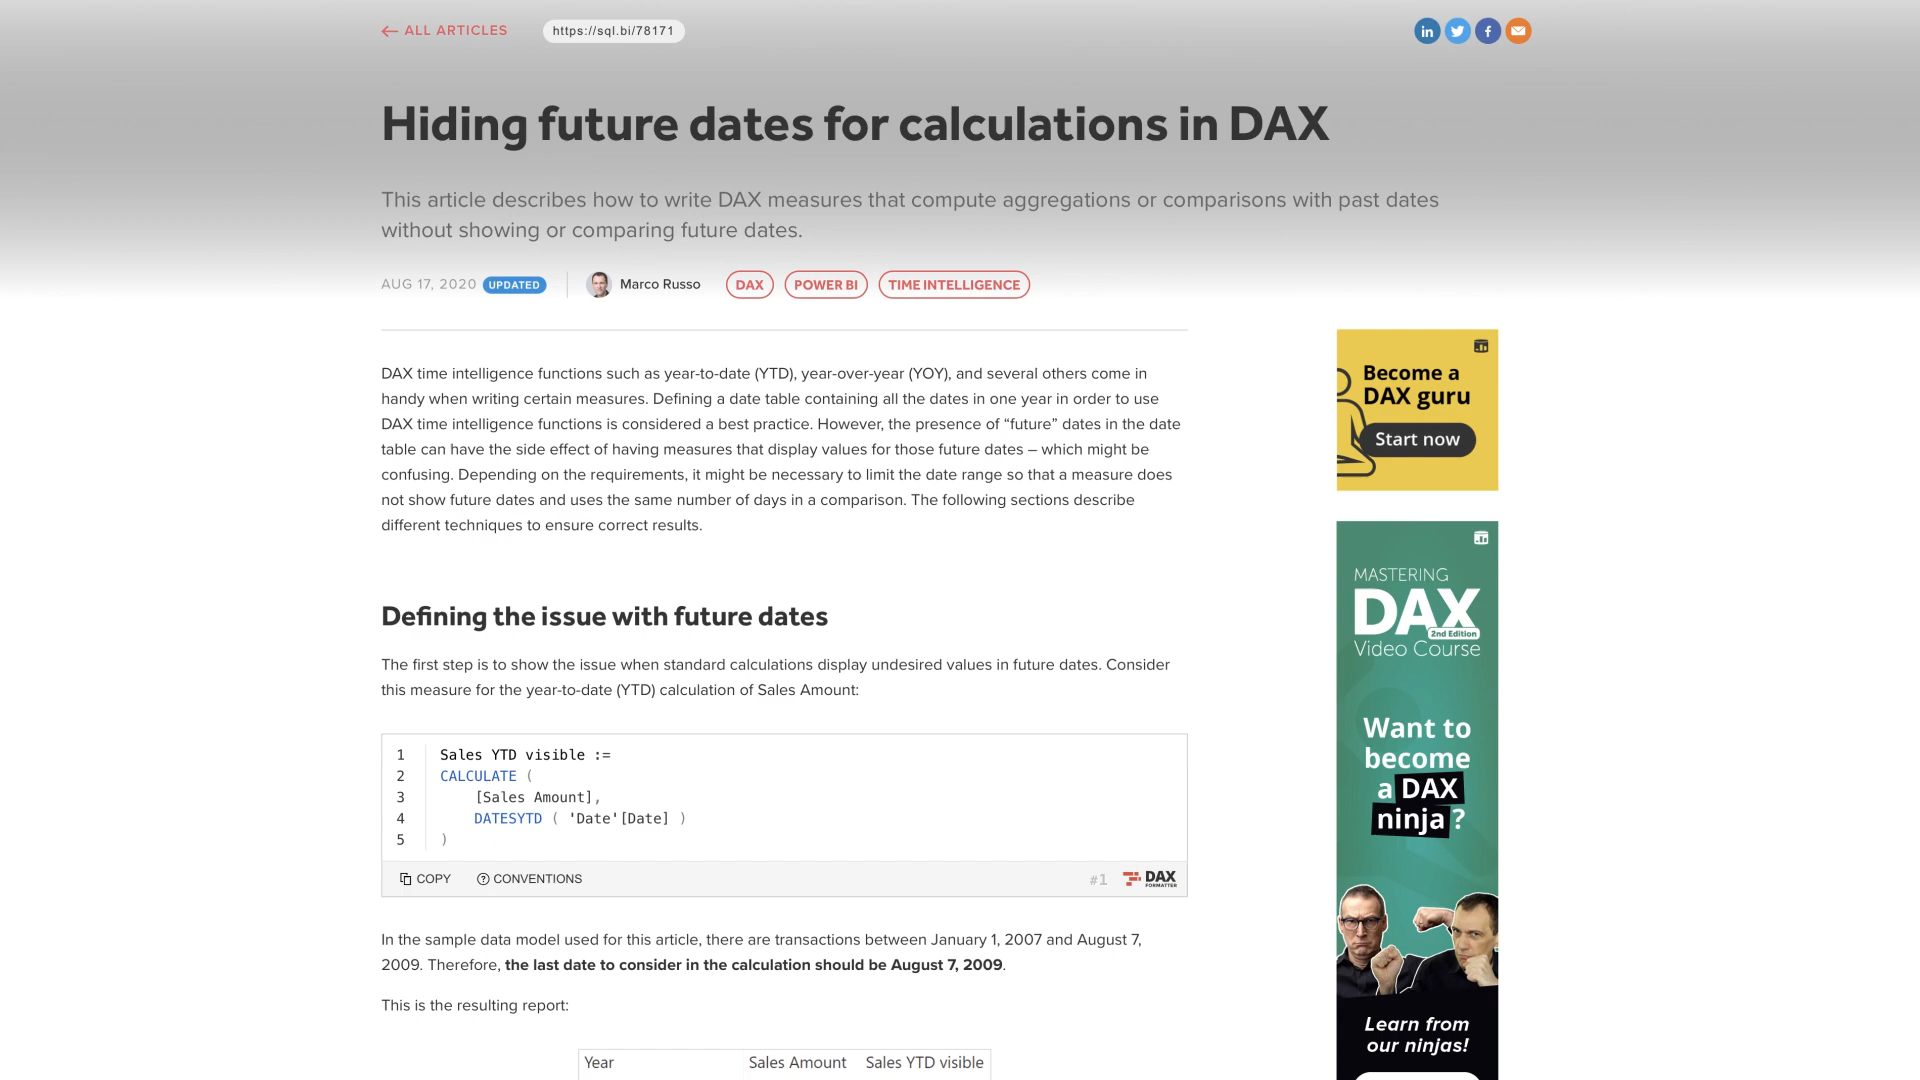 ALL ARTICLES
https://sql.bi/78171
Hiding future dates for calculations in DAX
This article describes how to write DAX measures that compute aggregations or comparisons with past dates
without showing or comparing future dates.
AUG 17, 2020 UPDATED
Marco Russo
DAX
POWER BI
TIME INTELLIGENCE
DAX time intelligence functions such as year-to-date (YTD), year-over-year (YOY), and several others come in
handy when writing certain measures. Defining a date table containing all the dates in one year in order to use
DAX time intelligence functions is considered a best practice. However, the presence of “future” dates in the date
table can have the side effect of having measures that display values for those future dates – which might be
confusing. Depending on the requirements, it might be necessary to limit the date range so that a measure does
not show future dates and uses the same number of days in a comparison. The following sections describe
different techniques to ensure correct results.
Defining the issue with future dates
The first step is to show the issue when standard calculations display undesired values in future dates. Consider
this measure for the year-to-date (YTD) calculation of Sales Amount:
1 Sales YTD visible :=
2 CALCULATE (
3 [Sales Amount],
4 DATESYTD ( 'Date'[Date] )
5 )
COPY
CONVENTIONS
#1
DAX
FORMATTER
In the sample data model used for this article, there are transactions between January 1, 2007 and August 7,
2009. Therefore, the last date to consider in the calculation should be August 7, 2009.
This is the resulting report:
Year Sales Amount Sales YTD visible
Become a
DAX guru
Start now
MASTERING
DAX
2nd Edition
Video Course
Want to
become
a DAX
ninja?
Learn from
our ninjas!